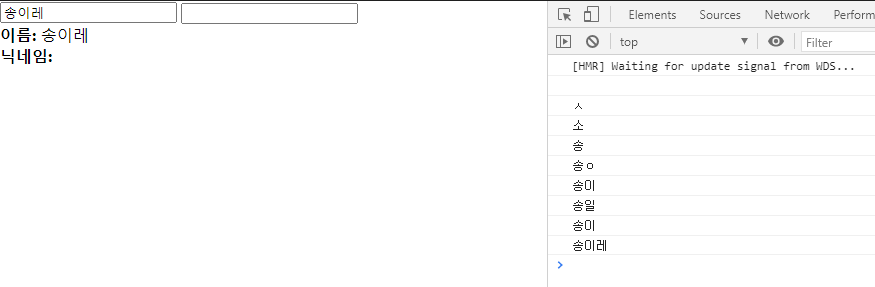 송이레
이름: 송이레
닉네임:
Elements Sources Network Perform
top Filter
[HMR] Waiting for update signal from WDS...
ㅅ
소
송
송ㅇ
송이
송일
송이
송이레